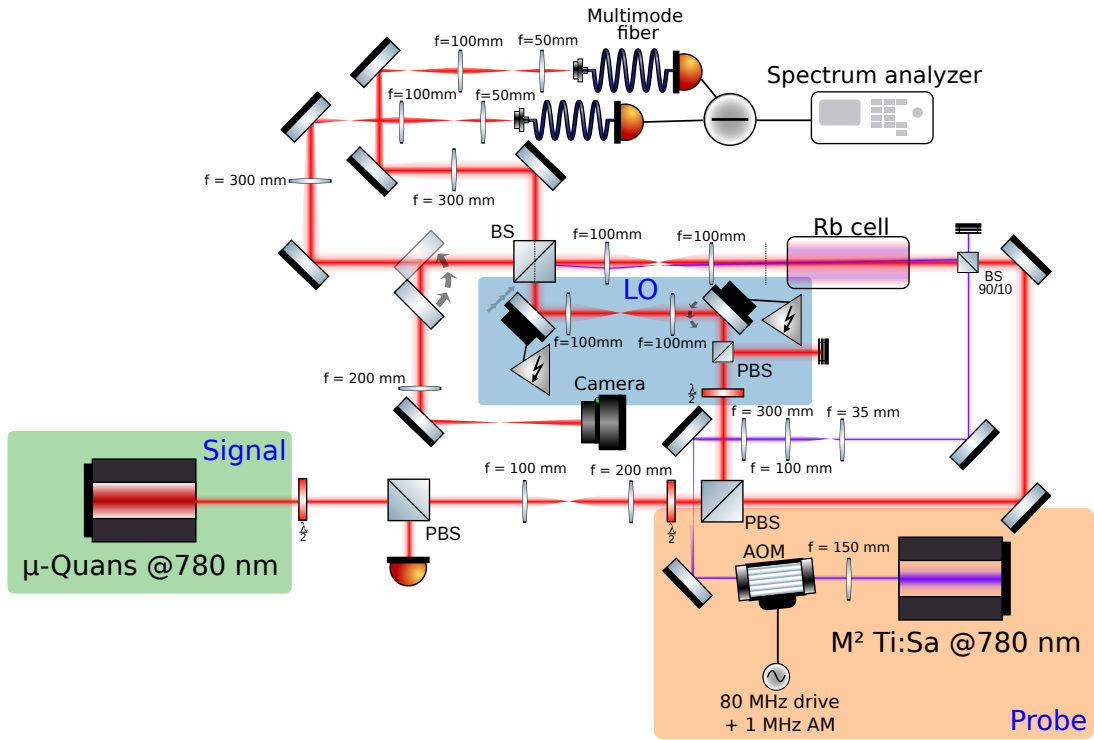 Multimode
fiber
f=100mm
f=50mm
Spectrum analyzer
f=100mm
f=50mm
f = 300 mm
f = 300 mm
BS
f=100mm
f=100mm
Rb cell
BS
90/10
LO
f=100mm
f=100mm
PBS
f = 200 mm
Camera
λ
2
f = 300 mm
f = 35 mm
f = 100 mm
Signal
f = 100 mm
f = 200 mm
λ
2
PBS
λ
2
PBS
μ-Quans @780 nm
AOM
f = 150 mm
M² Ti:Sa @780 nm
80 MHz drive
+ 1 MHz AM
Probe